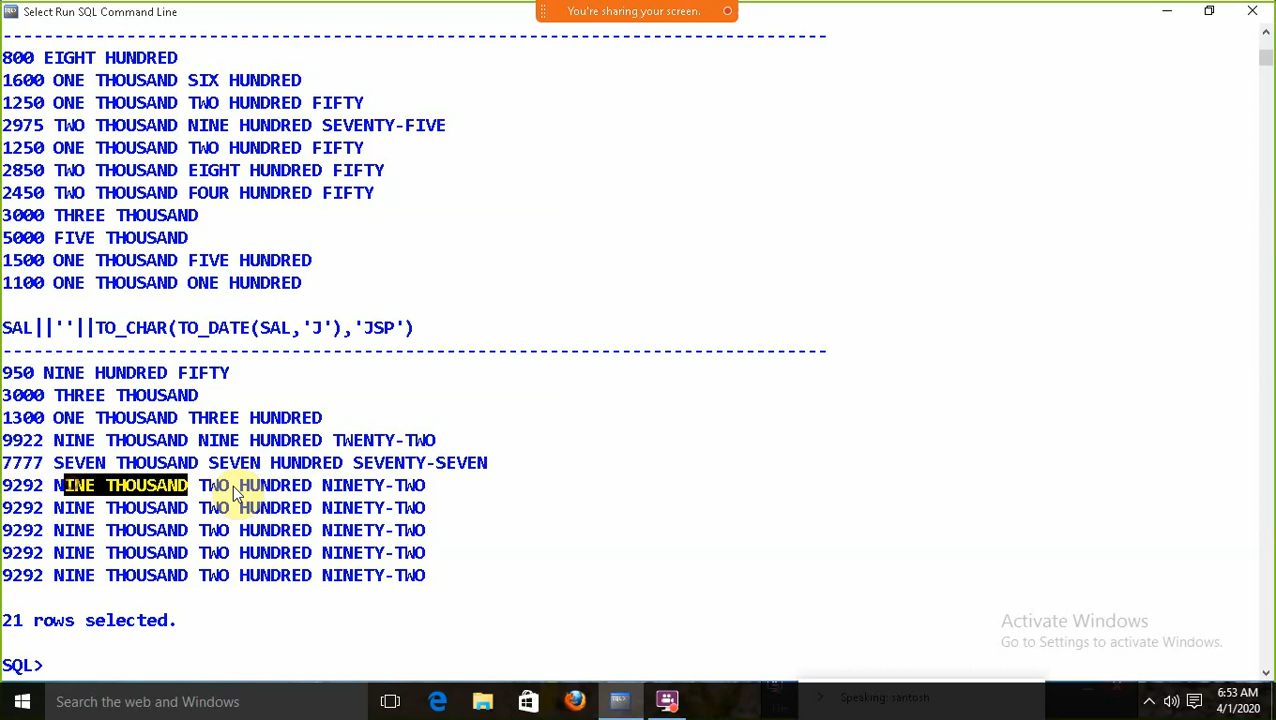 Select Run SQL Command Line
You're sharing your screen.
--------------------------------------------------------------------------------
800 EIGHT HUNDRED
1600 ONE THOUSAND SIX HUNDRED
1250 ONE THOUSAND TWO HUNDRED FIFTY
2975 TWO THOUSAND NINE HUNDRED SEVENTY-FIVE
1250 ONE THOUSAND TWO HUNDRED FIFTY
2850 TWO THOUSAND EIGHT HUNDRED FIFTY
2450 TWO THOUSAND FOUR HUNDRED FIFTY
3000 THREE THOUSAND
5000 FIVE THOUSAND
1500 ONE THOUSAND FIVE HUNDRED
1100 ONE THOUSAND ONE HUNDRED
SAL||''||TO_CHAR(TO_DATE(SAL,'J'),'JSP')
--------------------------------------------------------------------------------
950 NINE HUNDRED FIFTY
3000 THREE THOUSAND
1300 ONE THOUSAND THREE HUNDRED
9922 NINE THOUSAND NINE HUNDRED TWENTY-TWO
7777 SEVEN THOUSAND SEVEN HUNDRED SEVENTY-SEVEN
9292 NINE THOUSAND TWO HUNDRED NINETY-TWO
9292 NINE THOUSAND TWO HUNDRED NINETY-TWO
9292 NINE THOUSAND TWO HUNDRED NINETY-TWO
9292 NINE THOUSAND TWO HUNDRED NINETY-TWO
9292 NINE THOUSAND TWO HUNDRED NINETY-TWO
21 rows selected.
SQL>
Activate Windows
Go to Settings to activate Windows.
Search the web and Windows
Speaking: santosh
6:53 AM
4/1/2020